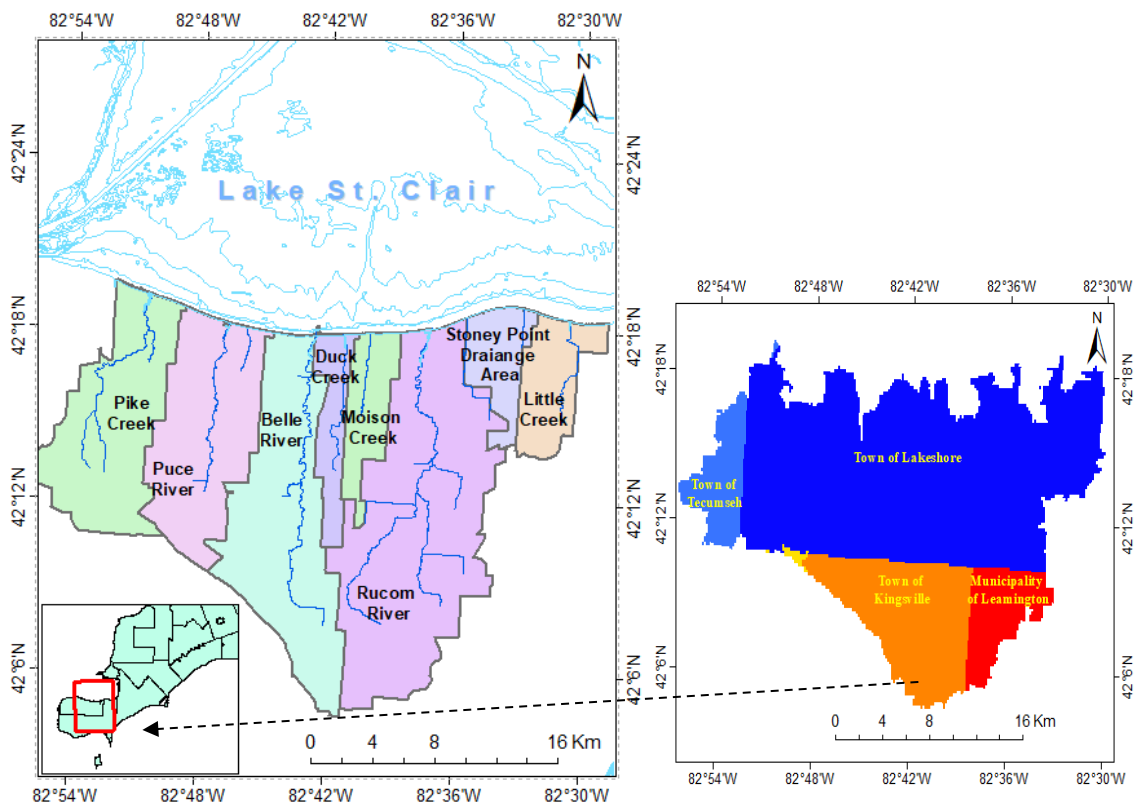 82°54'W 82°48'W 82°42'W 82°36'W 82°30'W
N
42°24'N
42°24'N
Lake St. Clair
42°18'N
42°18'N
Pike
Creek
Puce
River
Belle
River
Duck
Creek
Moison
Creek
Stoney Point
Draiange
Area
Little
Creek
Rucom
River
42°12'N
42°12'N
42°6'N
42°6'N
0 4 8 16 Km
82°54'W 82°48'W 82°42'W 82°36'W 82°30'W
82°54'W 82°48'W 82°42'W 82°36'W 82°30'W
N
42°18'N
42°18'N
Town of Lakeshore
Town of
Tecumseh
42°12'N
42°12'N
Town of
Kingsville
Municipality
of Leamington
42°6'N
42°6'N
0 4 8 16 Km
82°54'W 82°48'W 82°42'W 82°36'W 82°30'W